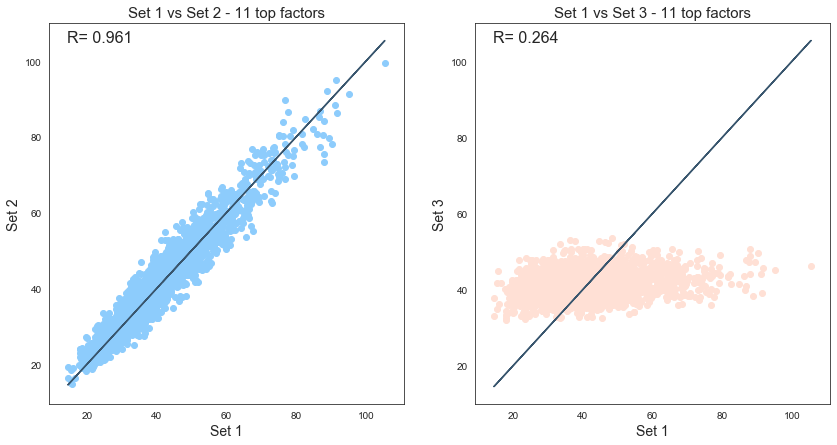 Set 1 vs Set 2 - 11 top factors
R= 0.961
100
80
60
40
20
Set 2
20 40 60 80 100
Set 1
Set 1 vs Set 3 - 11 top factors
R= 0.264
100
80
60
40
20
Set 3
20 40 60 80 100
Set 1